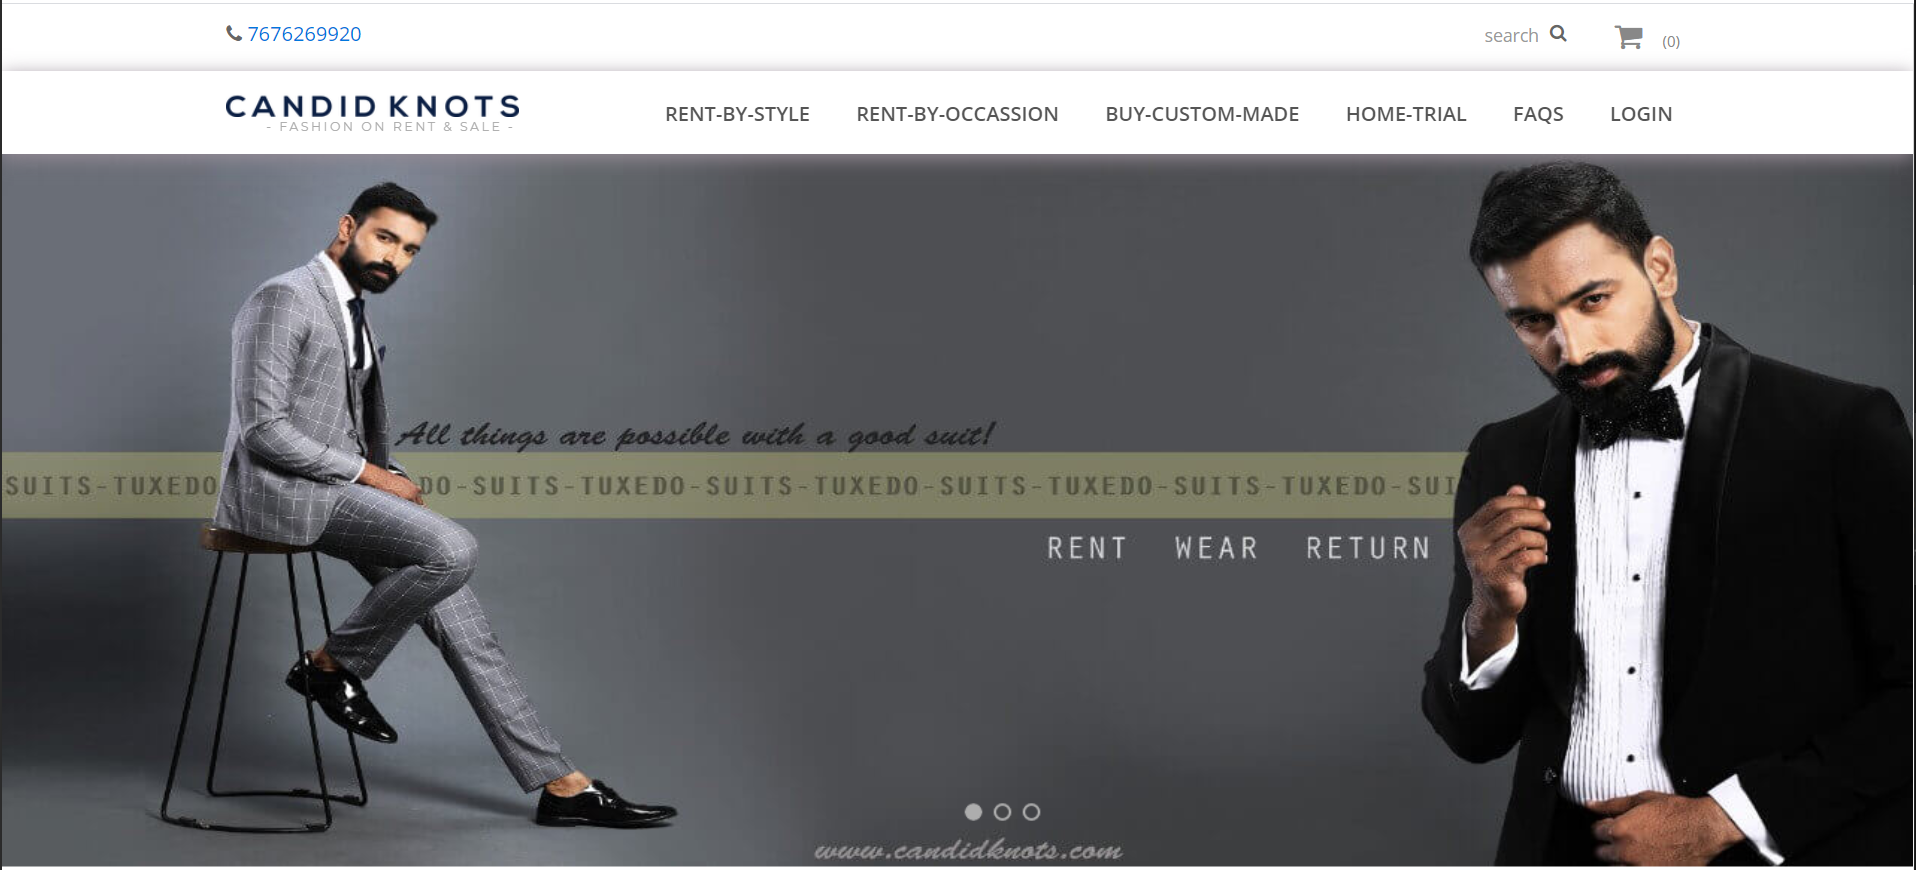 7676269920
search (0)
CANDID KNOTS
- FASHION ON RENT & SALE -
RENT-BY-STYLE RENT-BY-OCCASSION BUY-CUSTOM-MADE HOME-TRIAL FAQS LOGIN
All things are possible with a good suit!
SUITS-TUXEDO DO-SUITS-TUXEDO-SUITS-TUXEDO-SUITS-TUXEDO-SUITS-TUXEDO-SUI
RENT WEAR RETURN
www.candidknots.com